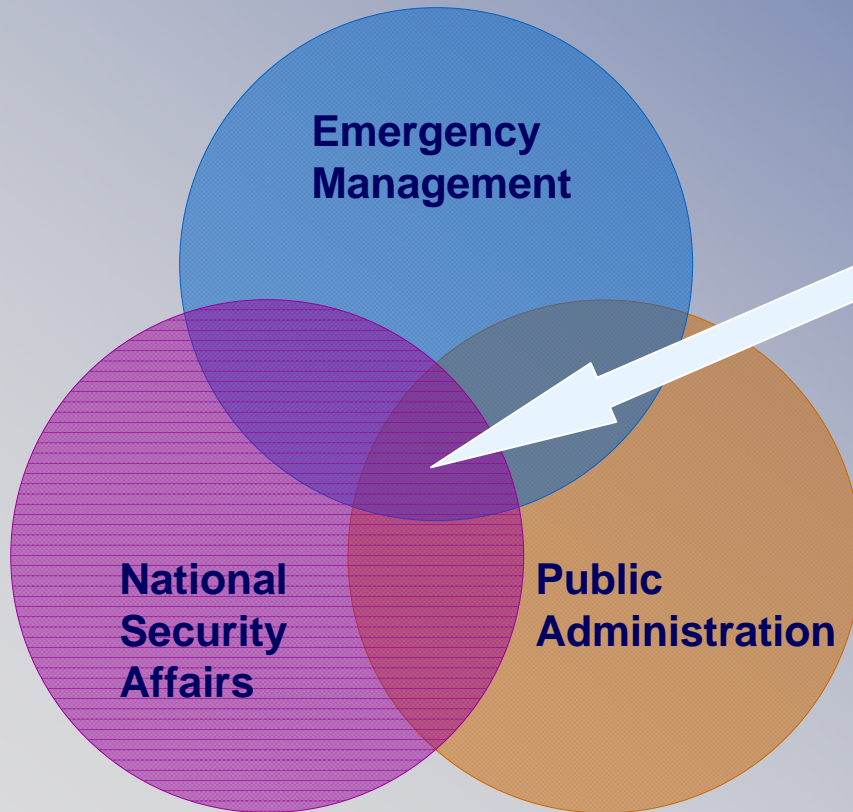 Emergency
Management
National
Security
Affairs
Public
Administration